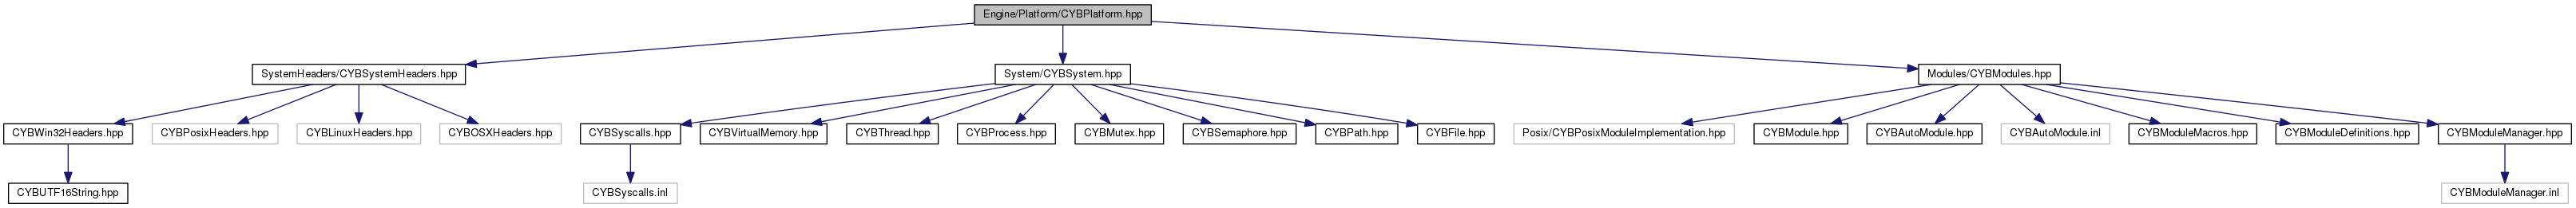 Engine/Platform/CYBPlatform.hpp
SystemHeaders/CYBSystemHeaders.hpp
System/CYBSystem.hpp
Modules/CYBModules.hpp
CYBWin32Headers.hpp
CYBPosixHeaders.hpp
CYBLinuxHeaders.hpp
CYBOSXHeaders.hpp
CYBSyscalls.hpp
CYBVirtualMemory.hpp
CYBThread.hpp
CYBProcess.hpp
CYBMutex.hpp
CYBSemaphore.hpp
CYBPath.hpp
CYBFile.hpp
Posix/CYBPosixModuleImplementation.hpp
CYBModule.hpp
CYBAutoModule.hpp
CYBAutoModule.inl
CYBModuleMacros.hpp
CYBModuleDefinitions.hpp
CYBModuleManager.hpp
CYBUTF16String.hpp
CYBSyscalls.inl
CYBModuleManager.inl